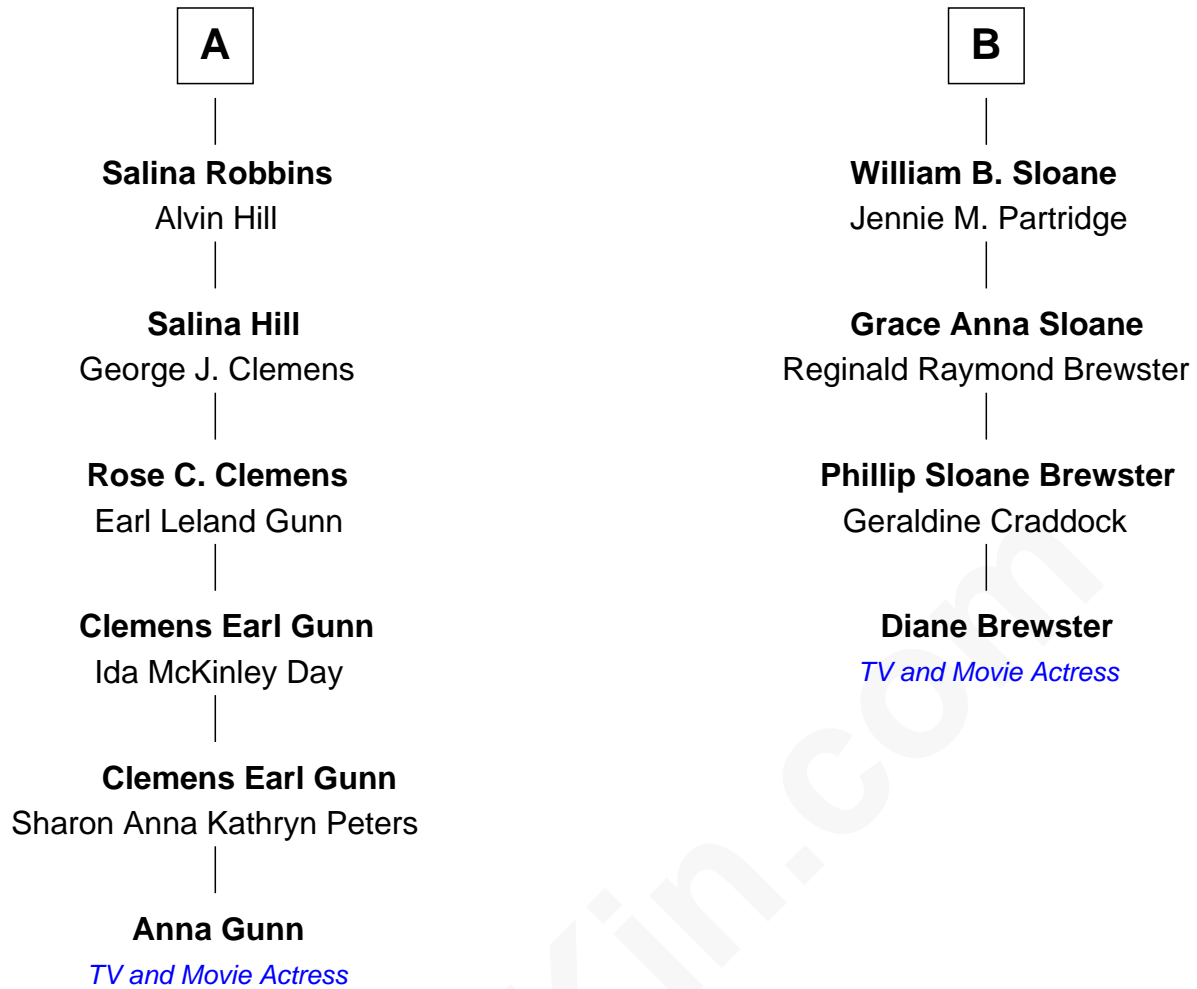 A
Salina Robbins
Alvin Hill
Salina Hill
George J. Clemens
Rose C. Clemens
Earl Leland Gunn
Clemens Earl Gunn
Ida McKinley Day
Clemens Earl Gunn
Sharon Anna Kathryn Peters
Anna Gunn
TV and Movie Actress
B
William B. Sloane
Jennie M. Partridge
Grace Anna Sloane
Reginald Raymond Brewster
Phillip Sloane Brewster
Geraldine Craddock
Diane Brewster
TV and Movie Actress